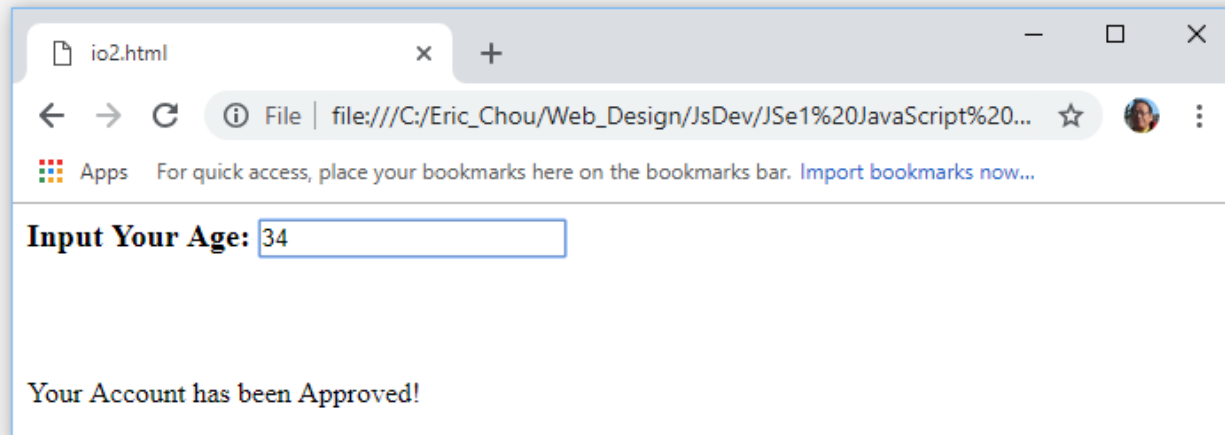 io2.html
File file:///C:/Eric_Chou/Web_Design/JsDev/JSe1%20JavaScript%20...
Apps For quick access, place your bookmarks here on the bookmarks bar. Import bookmarks now...
Input Your Age: 34
Your Account has been Approved!